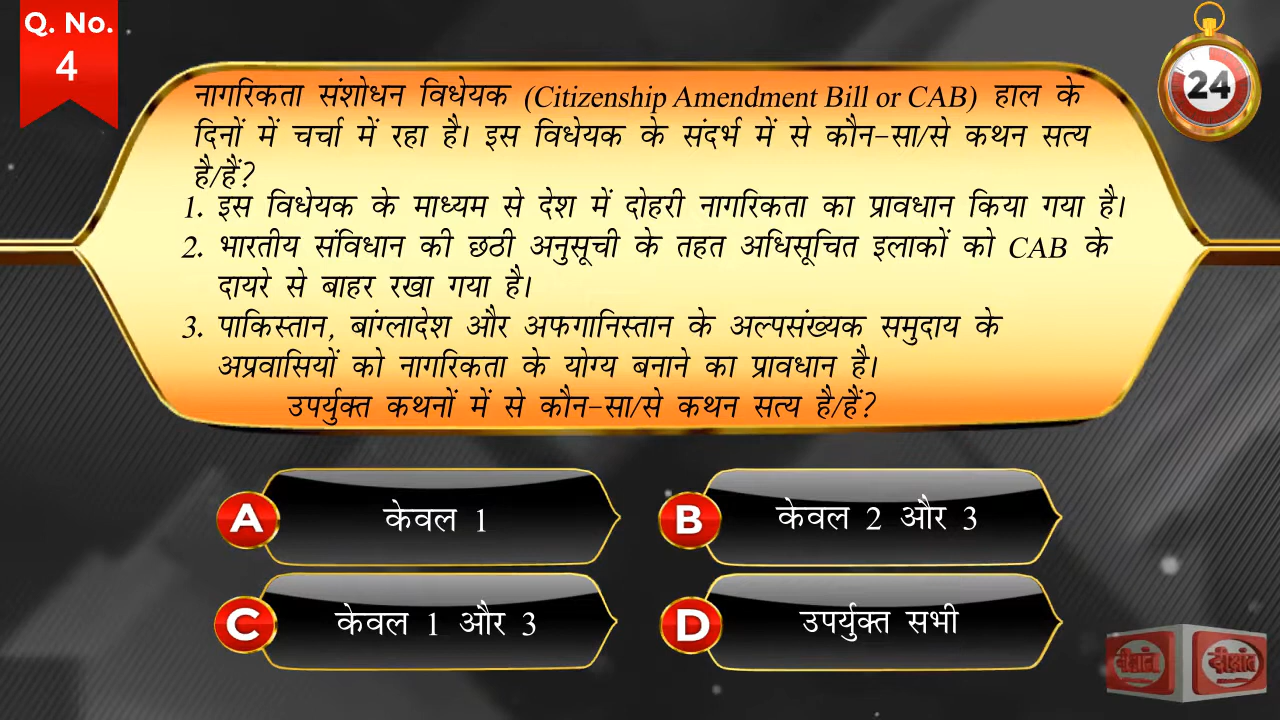 Q. No.
4
24
नागरिकता संशोधन विधेयक (Citizenship Amendment Bill or CAB) हाल के
दिनों में चर्चा में रहा है। इस विधेयक के संदर्भ में से कौन-सा/से कथन सत्य
है/हैं?
1. इस विधेयक के माध्यम से देश में दोहरी नागरिकता का प्रावधान किया गया है।
2. भारतीय संविधान की छठी अनुसूची के तहत अधिसूचित इलाकों को CAB के
दायरे से बाहर रखा गया है।
3. पाकिस्तान, बांग्लादेश और अफगानिस्तान के अल्पसंख्यक समुदाय के
अप्रवासियों को नागरिकता के योग्य बनाने का प्रावधान है।
उपर्युक्त कथनों में से कौन-सा/से कथन सत्य है/हैं?
A केवल 1
B केवल 2 और 3
C केवल 1 और 3
D उपर्युक्त सभी
दीक्षांत दीक्षांत